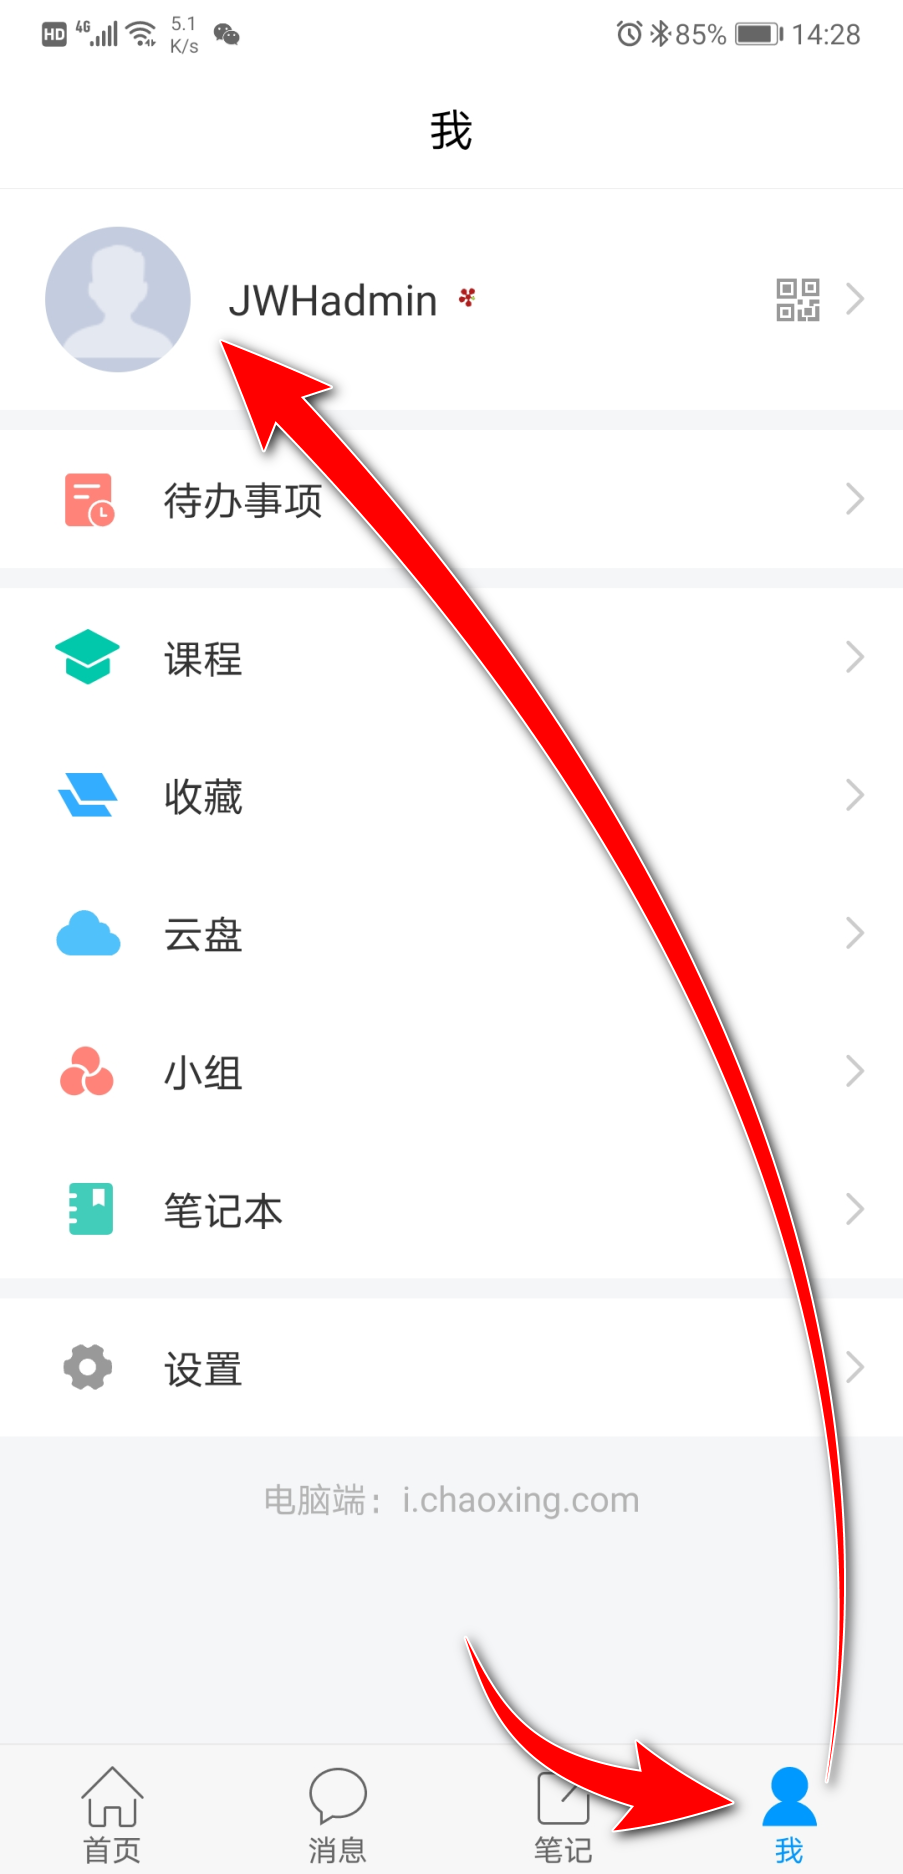 HD 4G 5.1 K/s 85% 14:28
我
JWHadmin
待办事项
课程
收藏
云盘
小组
笔记本
设置
电脑端：i.chaoxing.com
首页 消息 笔记 我